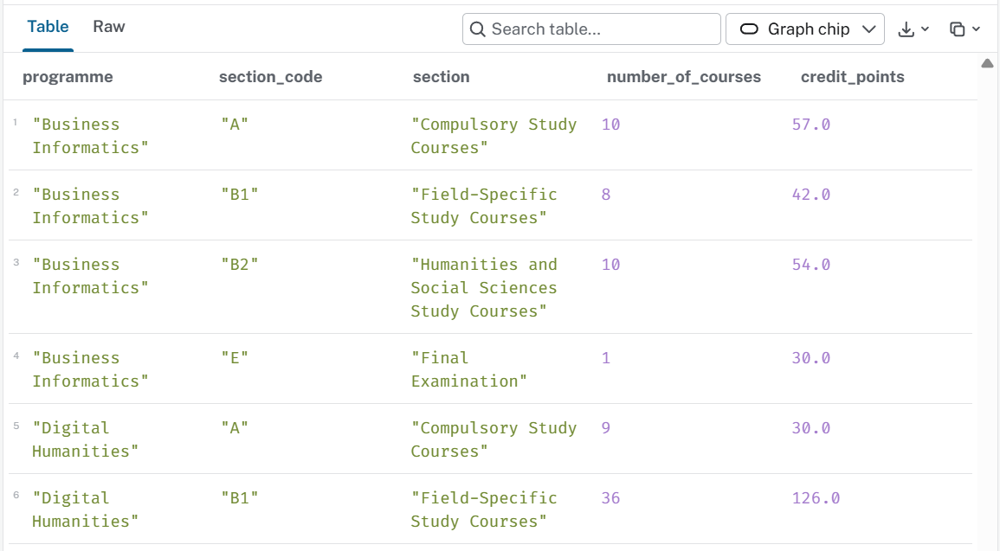 Table Raw Search table... Graph chip
programme section_code section number_of_courses credit_points
1 "Business "A" "Compulsory Study 10 57.0
Informatics" Courses"
2 "Business "B1" "Field-Specific 8 42.0
Informatics" Study Courses"
3 "Business "B2" "Humanities and 10 54.0
Informatics" Social Sciences
Study Courses"
4 "Business "E" "Final 1 30.0
Informatics" Examination"
5 "Digital "A" "Compulsory Study 9 30.0
Humanities" Courses"
6 "Digital "B1" "Field-Specific 36 126.0
Humanities" Study Courses"